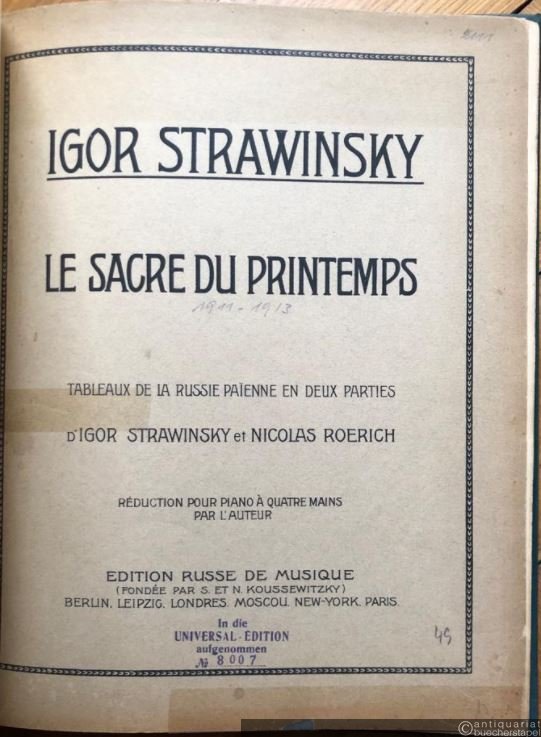 2111
IGOR STRAWINSKY
LE SACRE DU PRINTEMPS
1911 - 1913
TABLEAUX DE LA RUSSIE PAÏENNE EN DEUX PARTIES
D'IGOR STRAWINSKY et NICOLAS ROERICH
RÉDUCTION POUR PIANO À QUATRE MAINS
PAR L'AUTEUR
EDITION RUSSE DE MUSIQUE
(FONDÉE PAR S. ET N. KOUSSEWITZKY)
BERLIN, LEIPZIG, LONDRES, MOSCOU, NEW-YORK, PARIS
In die
UNIVERSAL-EDITION
aufgenommen
№ 8007
49
©antiquariat
buecherstapel